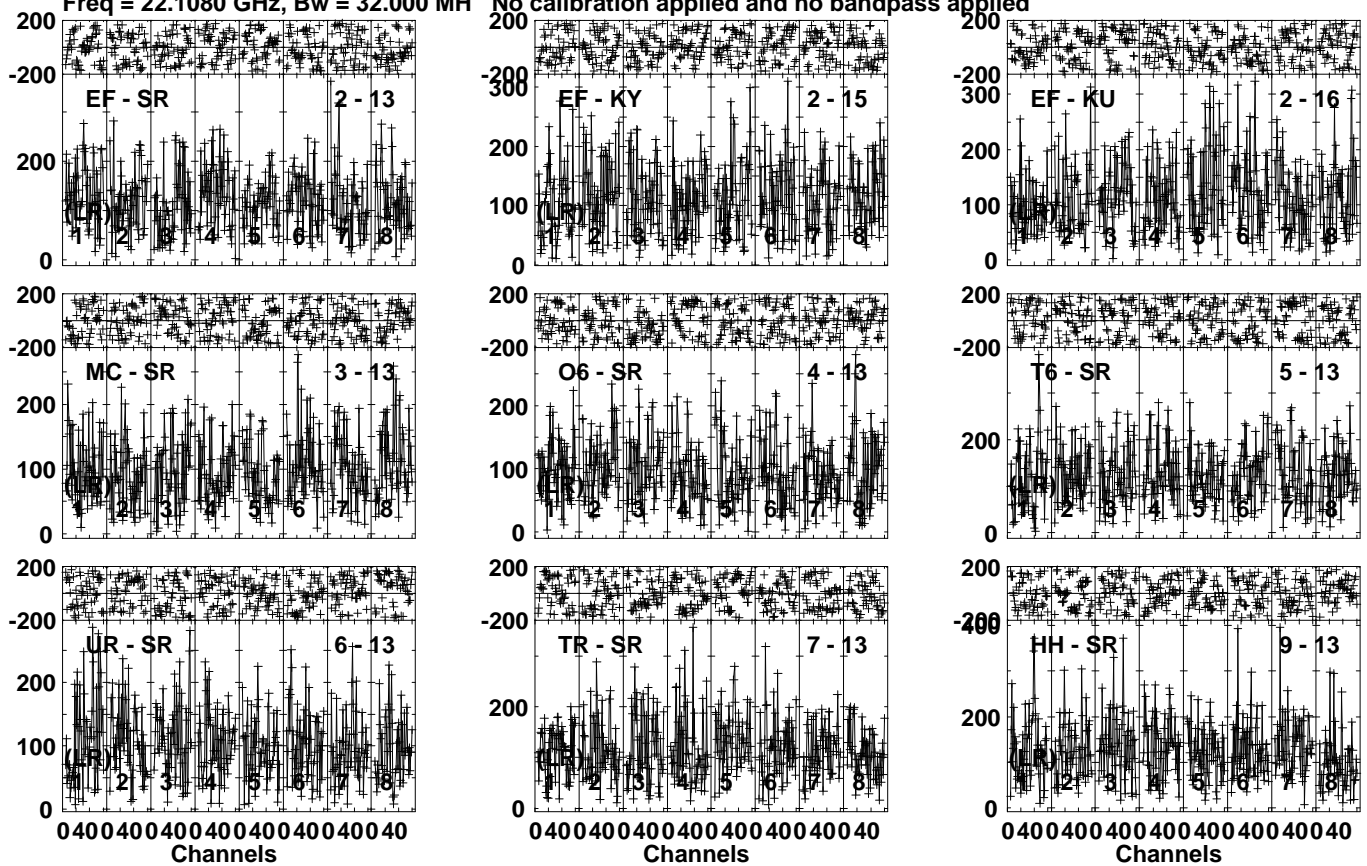 Freq = 22.1080 GHz, Bw = 32.000 MH No calibration applied and no bandpass applied
200 200 200
-200 -200 -200
300
EF - SR 2 - 13 EF - KY 2 - 15 EF - KU 2 - 16
300
200 200 200
100 100
(LR) (LR) (LR)
1 2 3 4 5 6 7 8 1 2 3 4 5 6 7 8 1 2 3 4 5 6 7 8
0 0 0
200 200 200
-200 -200 -200
MC - SR 3 - 13 O6 - SR 4 - 13 T6 - SR 5 - 13
200 200 200
100 100
(LR) (LR) (LR)
1 2 3 4 5 6 7 8 1 2 3 4 5 6 7 8 1 2 3 4 5 6 7 8
0 0 0
200 200 200
-200 -200 -200
400
UR - SR 6 - 13 TR - SR 7 - 13 HH - SR 9 - 13
200 200 200
100
(LR) (LR) (LR)
1 2 3 4 5 6 7 8 1 2 3 4 5 6 7 8 1 2 3 4 5 6 7 8
0 0 0
0 40 0 40 0 40 0 40 0 40 0 40 0 40 0 40 0 40 0 40 0 40 0 40 0 40 0 40 0 40 0 40 0 40 0 40 0 40 0 40 0 40 0 40 0 40 0 40
Channels Channels Channels